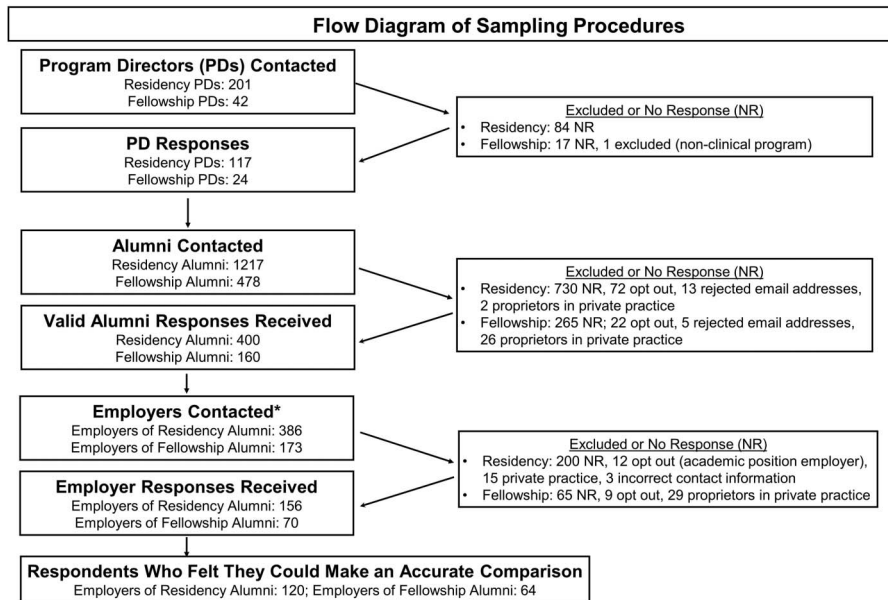 Flow Diagram of Sampling Procedures
Program Directors (PDs) Contacted
Residency PDs: 201
Fellowship PDs: 42
Excluded or No Response (NR)
• Residency: 84 NR
• Fellowship: 17 NR, 1 excluded (non-clinical program)
PD Responses
Residency PDs: 117
Fellowship PDs: 24
Alumni Contacted
Residency Alumni: 1217
Fellowship Alumni: 478
Excluded or No Response (NR)
• Residency: 730 NR, 72 opt out, 13 rejected email addresses,
2 proprietors in private practice
• Fellowship: 265 NR; 22 opt out, 5 rejected email addresses,
26 proprietors in private practice
Valid Alumni Responses Received
Residency Alumni: 400
Fellowship Alumni: 160
Employers Contacted*
Employers of Residency Alumni: 386
Employers of Fellowship Alumni: 173
Excluded or No Response (NR)
• Residency: 200 NR, 12 opt out (academic position employer),
15 private practice, 3 incorrect contact information
• Fellowship: 65 NR, 9 opt out, 29 proprietors in private practice
Employer Responses Received
Employers of Residency Alumni: 156
Employers of Fellowship Alumni: 70
Respondents Who Felt They Could Make an Accurate Comparison
Employers of Residency Alumni: 120; Employers of Fellowship Alumni: 64